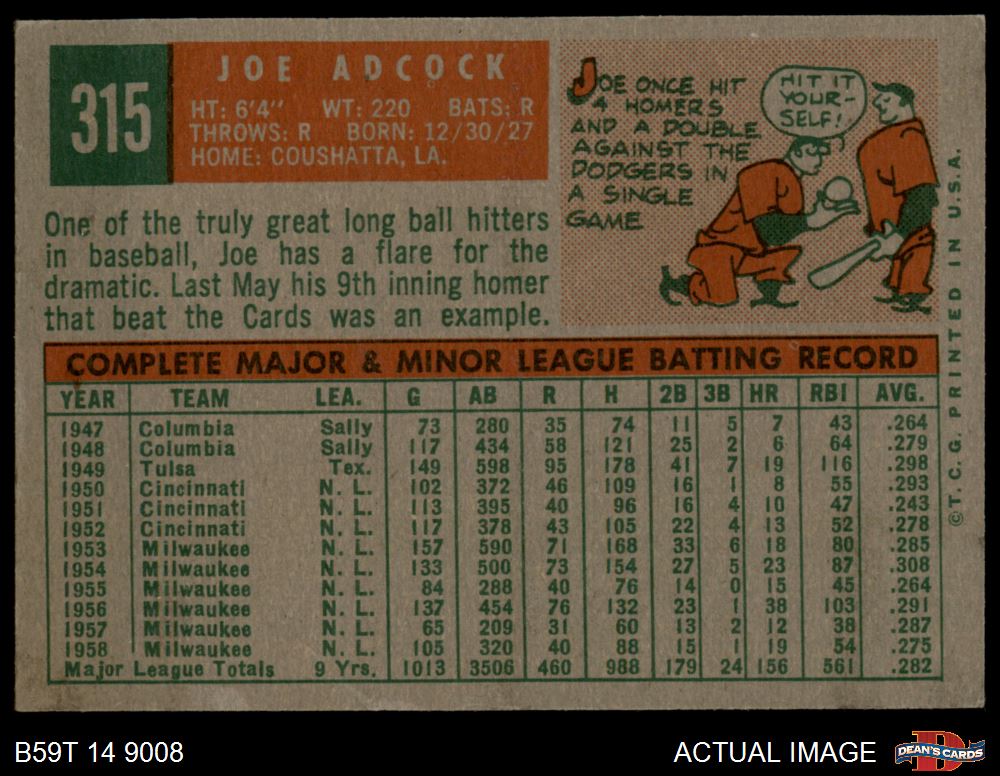 315
JOE ADCOCK
HT: 6'4" WT: 220 BATS: R
THROWS: R BORN: 12/30/27
HOME: COUSHATTA, LA.
JOE ONCE HIT
4 HOMERS
AND A DOUBLE
AGAINST THE
DODGERS IN
A SINGLE
GAME
HIT IT
YOUR-
SELF!
One of the truly great long ball hitters
in baseball, Joe has a flare for the
dramatic. Last May his 9th inning homer
that beat the Cards was an example.
COMPLETE MAJOR & MINOR LEAGUE BATTING RECORD
YEAR TEAM LEA. G AB R H 2B 3B HR RBI AVG.
1947 Columbia Sally 73 280 35 74 11 5 7 43 .264
1948 Columbia Sally 117 434 58 121 25 2 6 64 .279
1949 Tulsa Tex. 149 598 95 178 41 7 19 116 .298
1950 Cincinnati N. L. 102 372 46 109 16 1 8 55 .293
1951 Cincinnati N. L. 113 395 40 96 16 4 10 47 .243
1952 Cincinnati N. L. 117 378 43 105 22 4 13 52 .278
1953 Milwaukee N. L. 157 590 71 168 33 6 18 80 .285
1954 Milwaukee N. L. 133 500 73 154 27 5 23 87 .308
1955 Milwaukee N. L. 84 288 40 76 14 0 15 45 .264
1956 Milwaukee N. L. 137 454 76 132 23 1 38 103 .291
1957 Milwaukee N. L. 65 209 31 60 13 2 12 38 .287
1958 Milwaukee N. L. 105 320 40 88 15 1 19 54 .275
Major League Totals 9 Yrs. 1013 3506 460 988 179 24 156 561 .282
©T. C. G. PRINTED IN U.S.A.
B59T 14 9008
ACTUAL IMAGE
D
DEAN'S CARDS